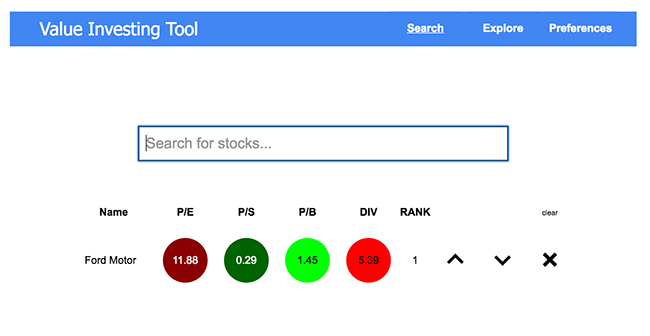 Value Investing Tool Search Explore Preferences
Search for stocks...
Name P/E P/S P/B DIV RANK clear
Ford Motor 11.88 0.29 1.45 5.39 1